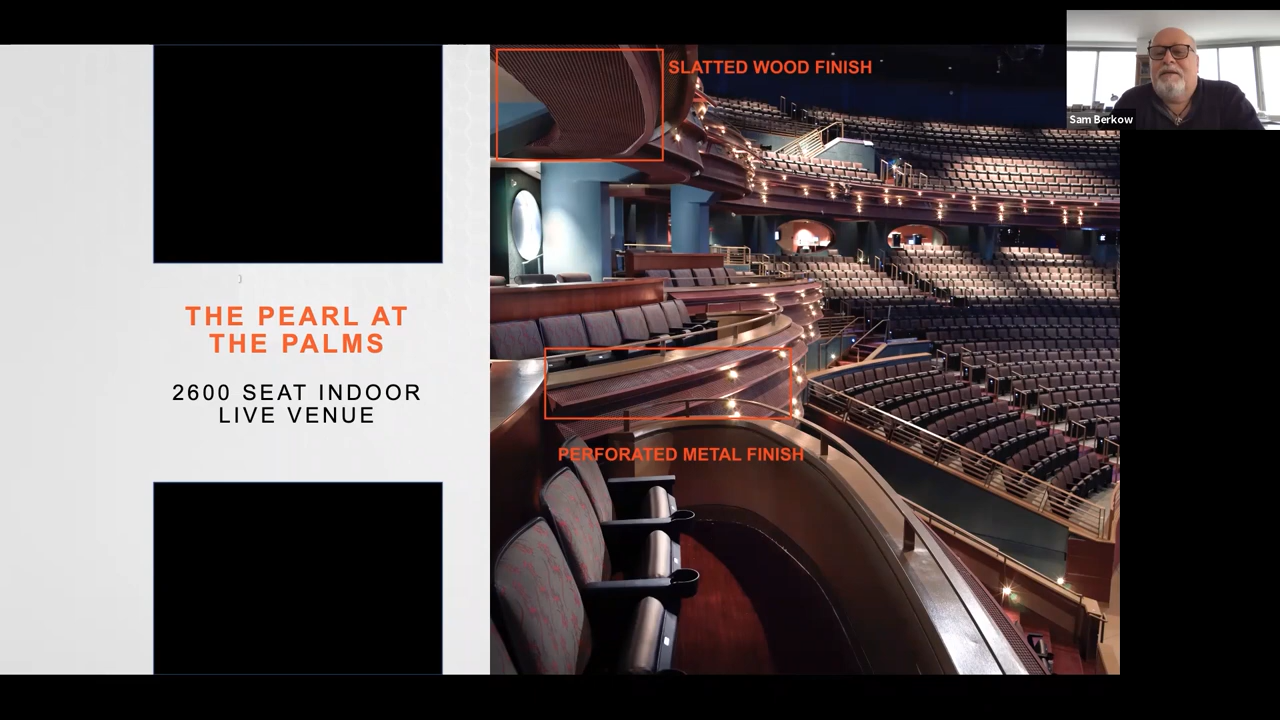 SLATTED WOOD FINISH
Sam Berkow
THE PEARL AT
THE PALMS
2600 SEAT INDOOR
LIVE VENUE
PERFORATED METAL FINISH